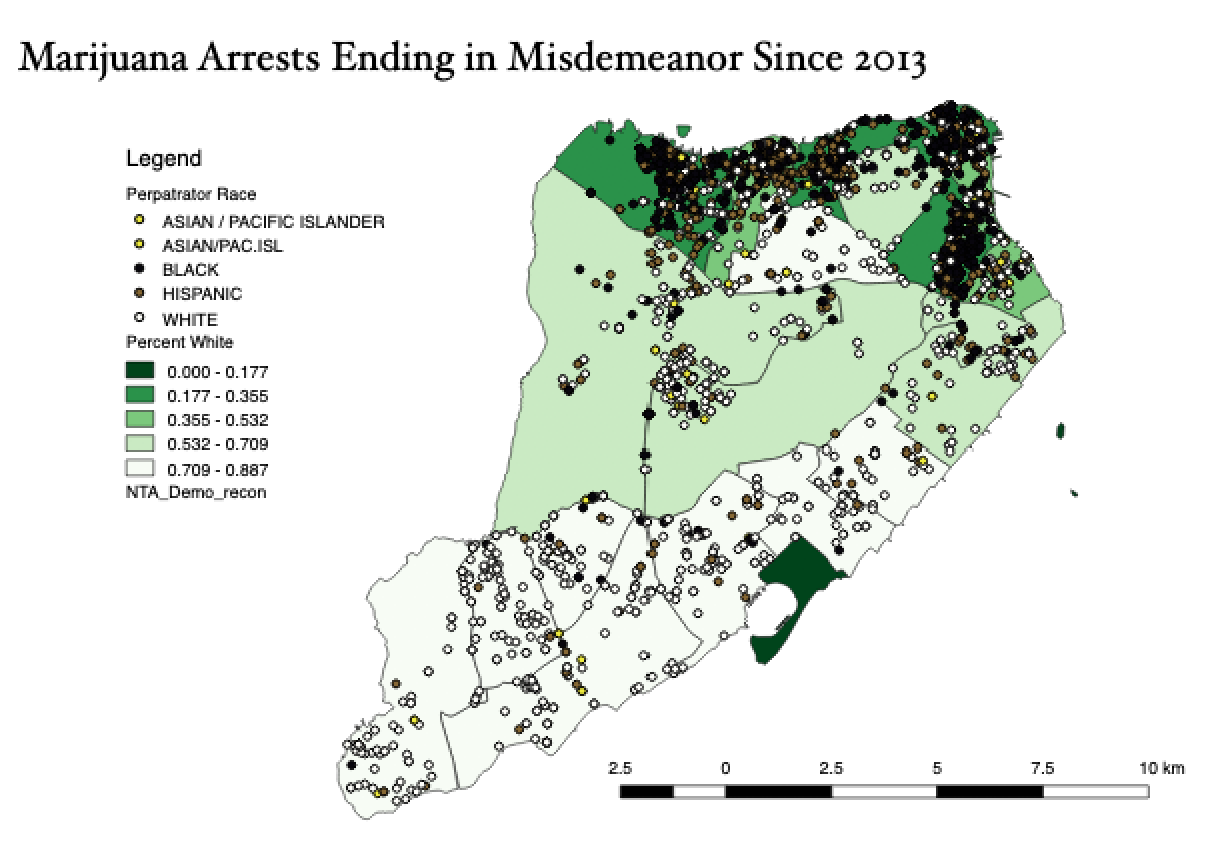 Marijuana Arrests Ending in Misdemeanor Since 2013
Legend
Perpatrator Race
ASIAN / PACIFIC ISLANDER
ASIAN/PAC.ISL
BLACK
HISPANIC
WHITE
Percent White
0.000 - 0.177
0.177 - 0.355
0.355 - 0.532
0.532 - 0.709
0.709 - 0.887
NTA_Demo_recon
2.5 0 2.5 5 7.5 10 km